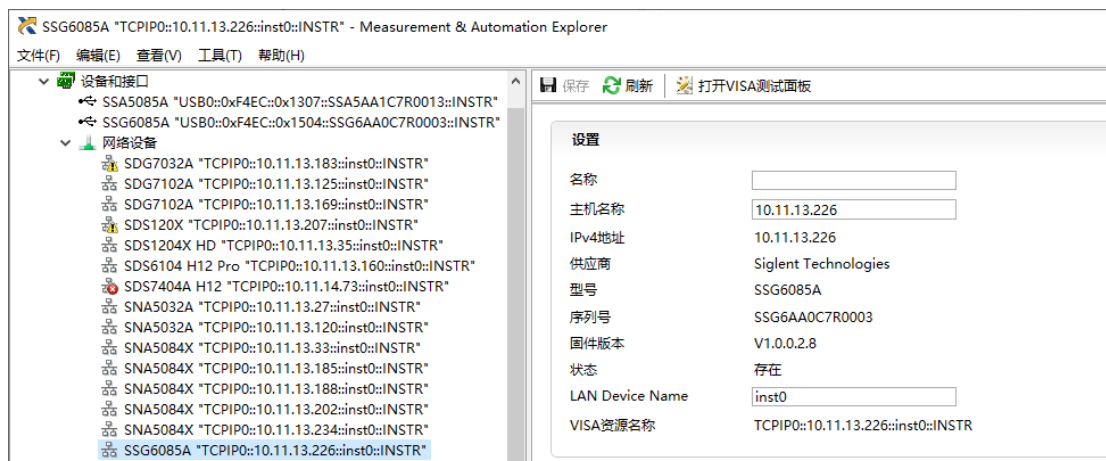 SSG6085A "TCPIP0::10.11.13.226::inst0::INSTR" - Measurement & Automation Explorer
文件(F) 编辑(E) 查看(V) 工具(T) 帮助(H)
设备和接口
SSA5085A "USB0::0xF4EC::0x1307::SSA5AA1C7R0013::INSTR"
SSG6085A "USB0::0xF4EC::0x1504::SSG6AA0C7R0003::INSTR"
网络设备
SDG7032A "TCPIP0::10.11.13.183::inst0::INSTR"
SDG7102A "TCPIP0::10.11.13.125::inst0::INSTR"
SDG7102A "TCPIP0::10.11.13.169::inst0::INSTR"
SDS120X "TCPIP0::10.11.13.207::inst0::INSTR"
SDS1204X HD "TCPIP0::10.11.13.35::inst0::INSTR"
SDS6104 H12 Pro "TCPIP0::10.11.13.160::inst0::INSTR"
SDS7404A H12 "TCPIP0::10.11.14.73::inst0::INSTR"
SNA5032A "TCPIP0::10.11.13.27::inst0::INSTR"
SNA5032A "TCPIP0::10.11.13.120::inst0::INSTR"
SNA5084X "TCPIP0::10.11.13.33::inst0::INSTR"
SNA5084X "TCPIP0::10.11.13.185::inst0::INSTR"
SNA5084X "TCPIP0::10.11.13.188::inst0::INSTR"
SNA5084X "TCPIP0::10.11.13.202::inst0::INSTR"
SNA5084X "TCPIP0::10.11.13.234::inst0::INSTR"
SSG6085A "TCPIP0::10.11.13.226::inst0::INSTR"
保存 刷新 打开VISA测试面板
设置
名称
主机名称 10.11.13.226
IPv4地址 10.11.13.226
供应商 Siglent Technologies
型号 SSG6085A
序列号 SSG6AA0C7R0003
固件版本 V1.0.0.2.8
状态 存在
LAN Device Name inst0
VISA资源名称 TCPIP0::10.11.13.226::inst0::INSTR